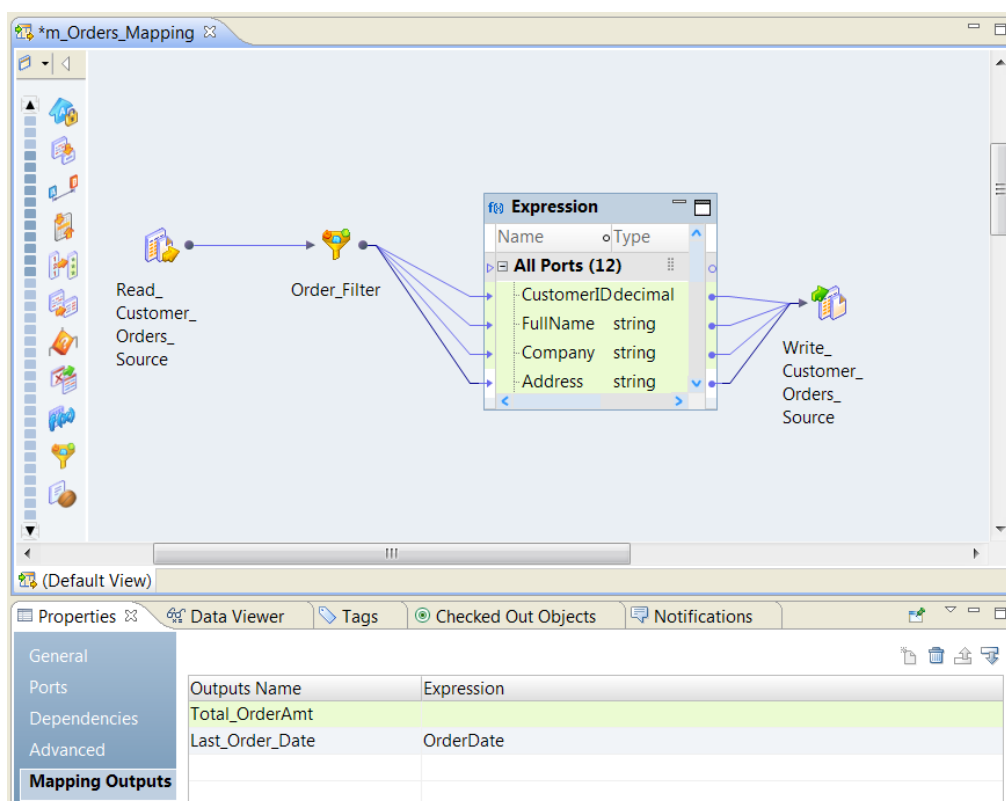 *m_Orders_Mapping
f(x) Expression
Name Type
All Ports (12)
CustomerID decimal
FullName string
Company string
Address string
Read_
Customer_
Orders_
Source
Order_Filter
Write_
Customer_
Orders_
Source
(Default View)
Properties Data Viewer Tags Checked Out Objects Notifications
General
Ports
Dependencies
Advanced
Mapping Outputs
Outputs Name Expression
Total_OrderAmt
Last_Order_Date OrderDate